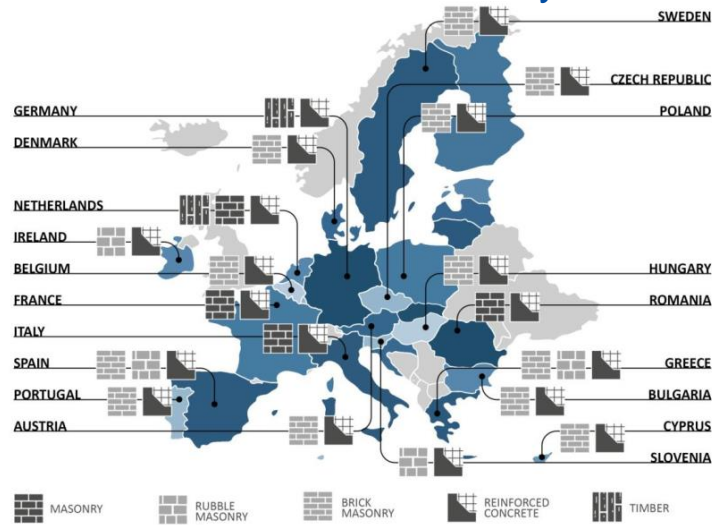 SWEDEN
CZECH REPUBLIC
GERMANY
POLAND
DENMARK
NETHERLANDS
IRELAND
BELGIUM
HUNGARY
FRANCE
ROMANIA
ITALY
SPAIN
GREECE
PORTUGAL
BULGARIA
AUSTRIA
CYPRUS
SLOVENIA
MASONRY
RUBBLE
MASONRY
BRICK
MASONRY
REINFORCED
CONCRETE
TIMBER